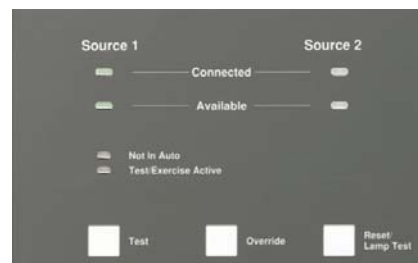 Source 1 Source 2
Connected
Available
Not In Auto
Test/Exercise Active
Test
Override
Reset/
Lamp Test